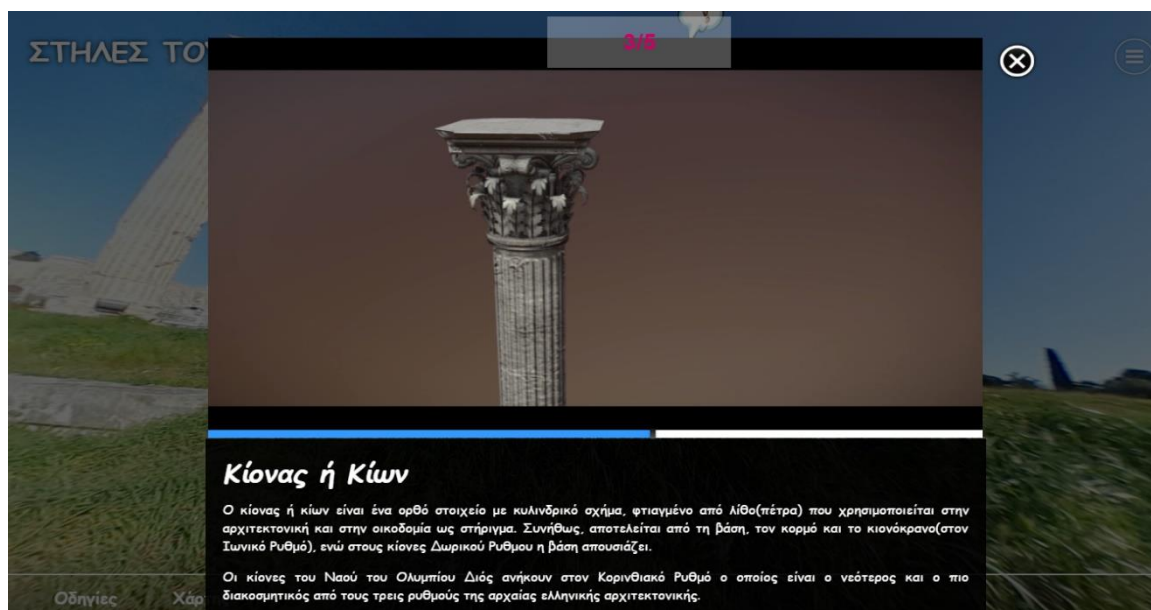 ΣΤΗΛΕΣ ΤΟΥ
3/5
Κίονας ή Κίων
Ο κίονας ή κίων είναι ένα ορθό στοιχείο με κυλινδρικό σχήμα, φτιαγμένο από λίθο(πέτρα) που χρησιμοποιείται στην
αρχιτεκτονική και στην οικοδομία ως στήριγμα. Συνήθως, αποτελείται από τη βάση, τον κορμό και το κιονόκρανο(στον
Ιωνικό Ρυθμό), ενώ στους κίονες Δωρικού Ρυθμου η βάση απουσιάζει.
Οι κίονες του Ναού του Ολυμπίου Διός ανήκουν στον Κορινθιακό Ρυθμό ο οποίος είναι ο νεότερος και ο πιο
διακοσμητικός από τους τρεις ρυθμούς της αρχαίας ελληνικής αρχιτεκτονικής.
Οδηγίες